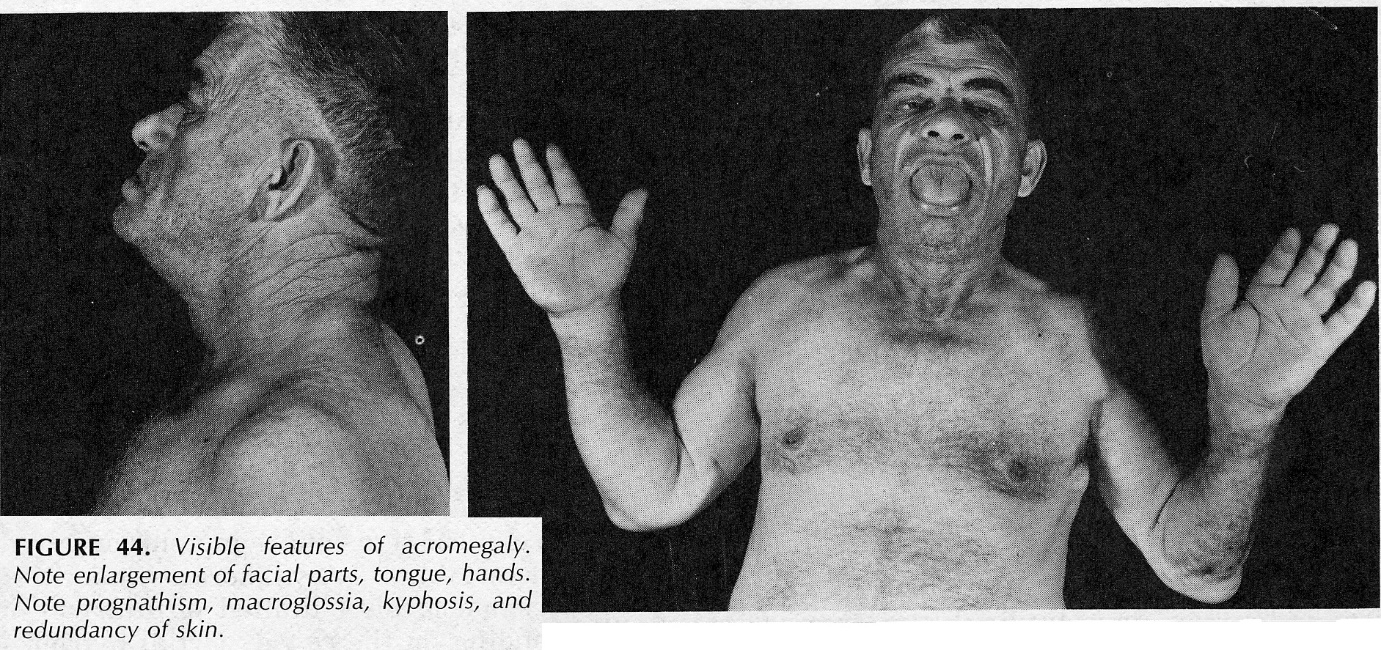 FIGURE 44. Visible features of acromegaly.
Note enlargement of facial parts, tongue, hands.
Note prognathism, macroglossia, kyphosis, and
redundancy of skin.